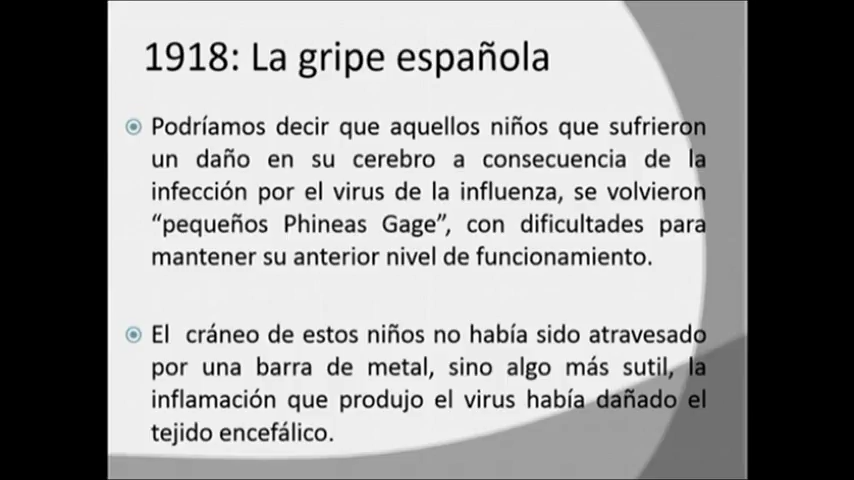 1918: La gripe española
Podríamos decir que aquellos niños que sufrieron
un daño en su cerebro a consecuencia de la
infección por el virus de la influenza, se volvieron
“pequeños Phineas Gage”, con dificultades para
mantener su anterior nivel de funcionamiento.
El cráneo de estos niños no había sido atravesado
por una barra de metal, sino algo más sutil, la
inflamación que produjo el virus había dañado el
tejido encefálico.